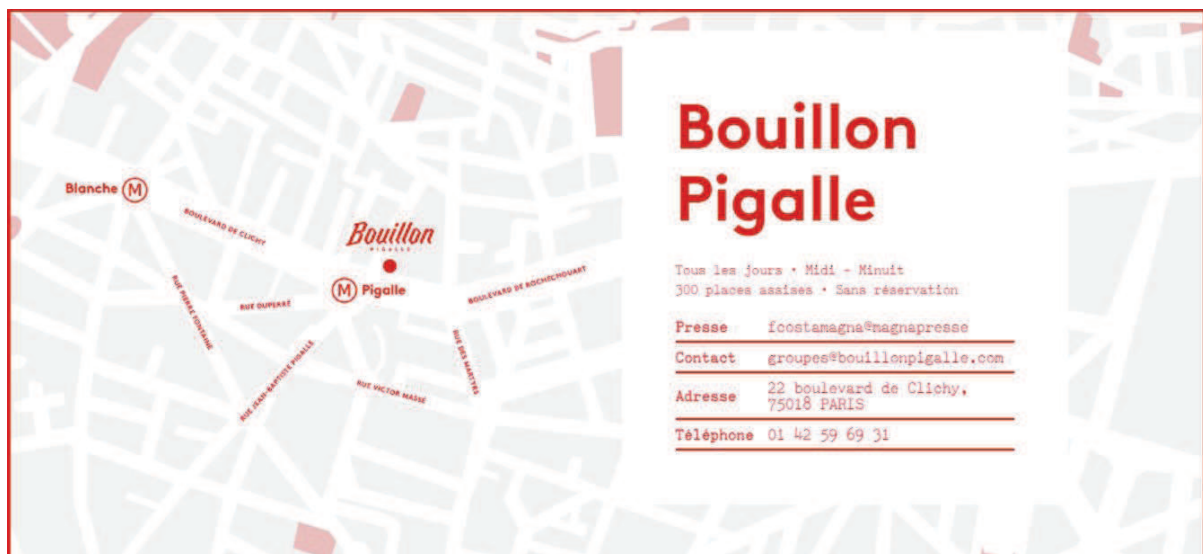 Blanche M
BOULEVARD DE CLICHY
Bouillon
PIGALLE
M Pigalle
BOULEVARD DE ROCHECHOUART
RUE PIERRE FONTAINE
RUE DUPERRÉ
RUE JEAN-BAPTISTE PIGALLE
RUE VICTOR MASSÉ
RUE DES MARTYRS
Bouillon
Pigalle
Tous les jours • Midi - Minuit
300 places assises • Sans réservation
Presse fcostamagna@magnapresse
Contact groupes@bouillonpigalle.com
Adresse 22 boulevard de Clichy,
75018 PARIS
Téléphone 01 42 59 69 31